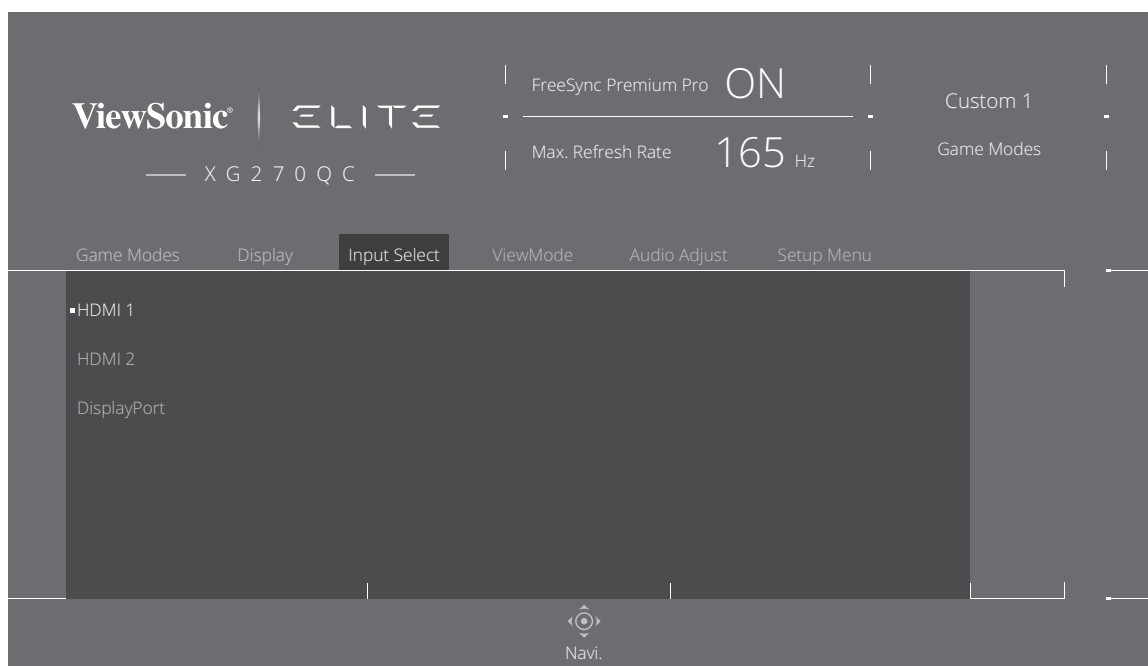 ViewSonic® ELITE
XG270QC
FreeSync Premium Pro ON
Max. Refresh Rate 165 Hz
Custom 1
Game Modes
Game Modes Display Input Select ViewMode Audio Adjust Setup Menu
HDMI 1
HDMI 2
DisplayPort
Navi.